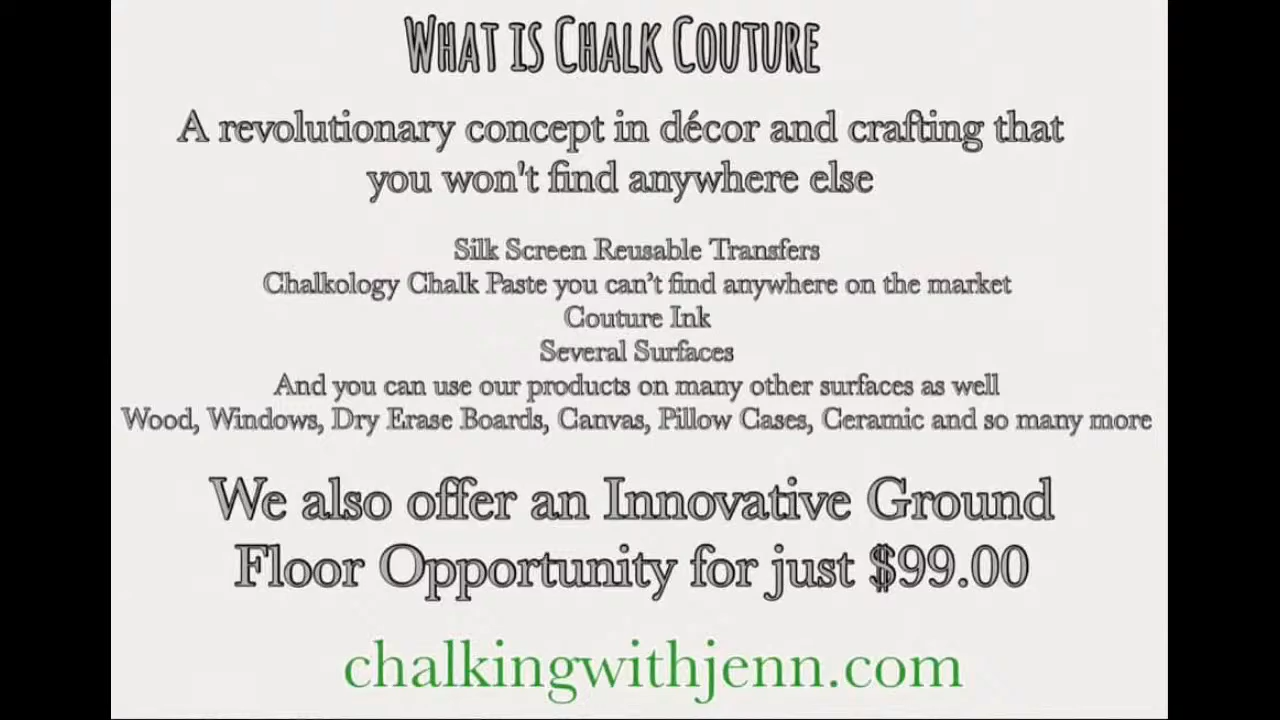 What is Chalk Couture
A revolutionary concept in décor and crafting that
you won't find anywhere else
Silk Screen Reusable Transfers
Chalkology Chalk Paste you can’t find anywhere on the market
Couture Ink
Several Surfaces
And you can use our products on many other surfaces as well
Wood, Windows, Dry Erase Boards, Canvas, Pillow Cases, Ceramic and so many more
We also offer an Innovative Ground
Floor Opportunity for just $99.00
chalkingwithjenn.com